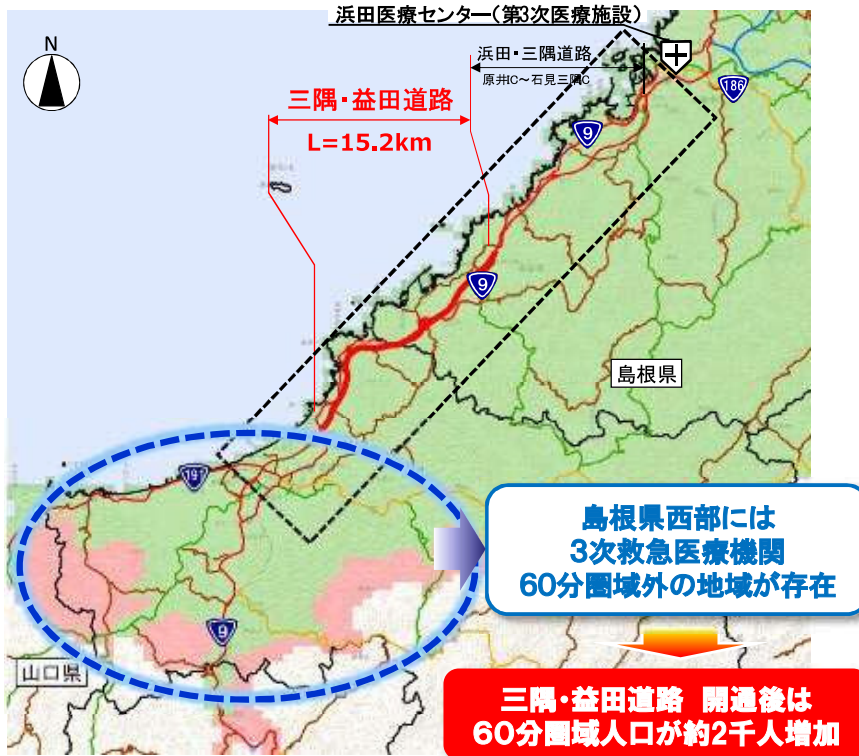 浜田医療センター(第3次医療施設)
N
浜田・三隅道路
原井IC～石見三隅IC
186
三隅・益田道路
L=15.2km
9
9
島根県
191
島根県西部には
3次救急医療機関
60分圏域外の地域が存在
9
山口県
三隅・益田道路 開通後は
60分圏域人口が約2千人増加